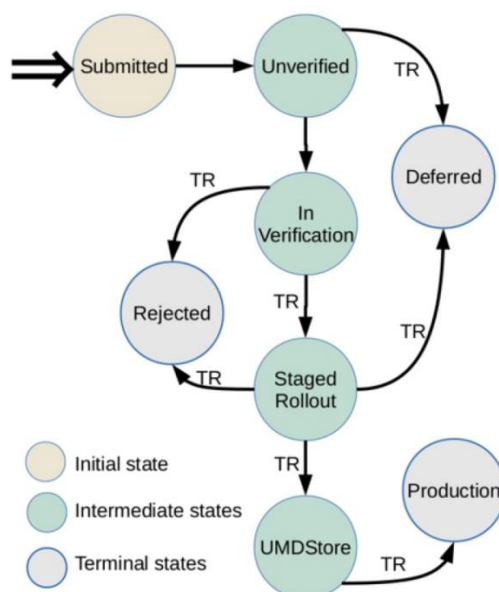 Submitted
Unverified
TR
Deferred
TR
In
Verification
Rejected
TR
TR
TR
Staged
Rollout
TR
Production
Initial state
Intermediate states
UMDStore
TR
Terminal states